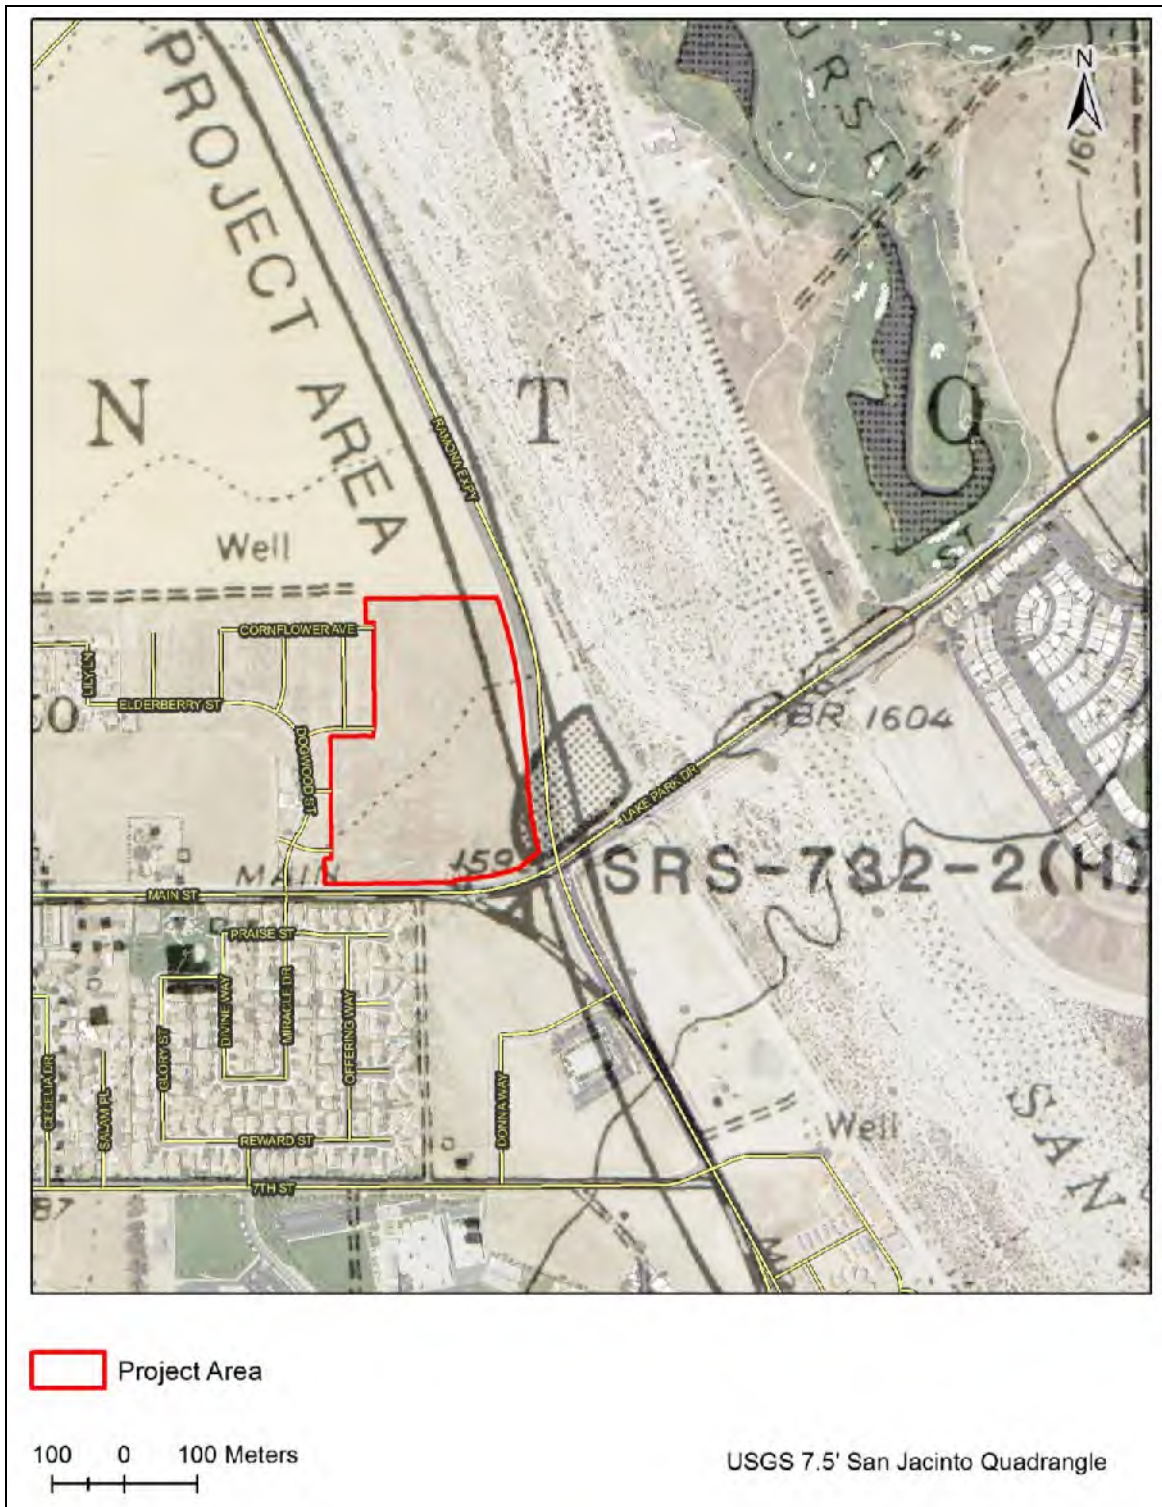 PROJECT AREA
URSE
N
160
N
T
O
RAMONA EXPY
Well
CORNFLOWER AVE
LILY LN
ELDERBERRY ST
DOGWOOD ST
BR 1604
LAKE PARK DR
MAIN
159
SRS-732-2(H)
MAIN ST
PRAISE ST
DIVINE WAY
MIRACLE DR
OFFERING WAY
GLORY ST
CECELIA DR
SALAM PL
DONNA WAY
REWARD ST
Well
SAN
7TH ST
87
Project Area
100 0 100 Meters
USGS 7.5' San Jacinto Quadrangle